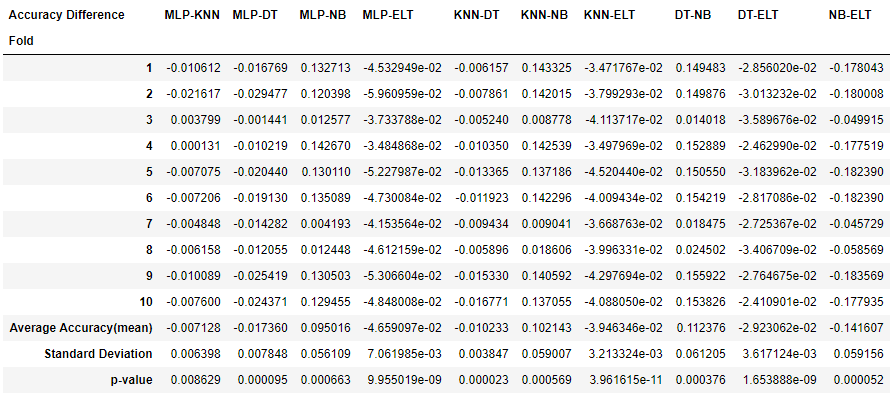 Accuracy Difference MLP-KNN MLP-DT MLP-NB MLP-ELT KNN-DT KNN-NB KNN-ELT DT-NB DT-ELT NB-ELT
Fold
1 -0.010612 -0.016769 0.132713 -4.532949e-02 -0.006157 0.143325 -3.471767e-02 0.149483 -2.856020e-02 -0.178043
2 -0.021617 -0.029477 0.120398 -5.960959e-02 -0.007861 0.142015 -3.799293e-02 0.149876 -3.013232e-02 -0.180008
3 0.003799 -0.001441 0.012577 -3.733788e-02 -0.005240 0.008778 -4.113717e-02 0.014018 -3.589676e-02 -0.049915
4 0.000131 -0.010219 0.142670 -3.484868e-02 -0.010350 0.142539 -3.497969e-02 0.152889 -2.462990e-02 -0.177519
5 -0.007075 -0.020440 0.130110 -5.227987e-02 -0.013365 0.137186 -4.520440e-02 0.150550 -3.183962e-02 -0.182390
6 -0.007206 -0.019130 0.135089 -4.730084e-02 -0.011923 0.142296 -4.009434e-02 0.154219 -2.817086e-02 -0.182390
7 -0.004848 -0.014282 0.004193 -4.153564e-02 -0.009434 0.009041 -3.668763e-02 0.018475 -2.725367e-02 -0.045729
8 -0.006158 -0.012055 0.012448 -4.612159e-02 -0.005896 0.018606 -3.996331e-02 0.024502 -3.406709e-02 -0.058569
9 -0.010089 -0.025419 0.130503 -5.306604e-02 -0.015330 0.140592 -4.297694e-02 0.155922 -2.764675e-02 -0.183569
10 -0.007600 -0.024371 0.129455 -4.848008e-02 -0.016771 0.137055 -4.088050e-02 0.153826 -2.410901e-02 -0.177935
Average Accuracy(mean) -0.007128 -0.017360 0.095016 -4.659097e-02 -0.010233 0.102143 -3.946346e-02 0.112376 -2.923062e-02 -0.141607
Standard Deviation 0.006398 0.007848 0.056109 7.061985e-03 0.003847 0.059007 3.213324e-03 0.061205 3.617124e-03 0.059156
p-value 0.008629 0.000095 0.000663 9.955019e-09 0.000023 0.000569 3.961615e-11 0.000376 1.653888e-09 0.000052